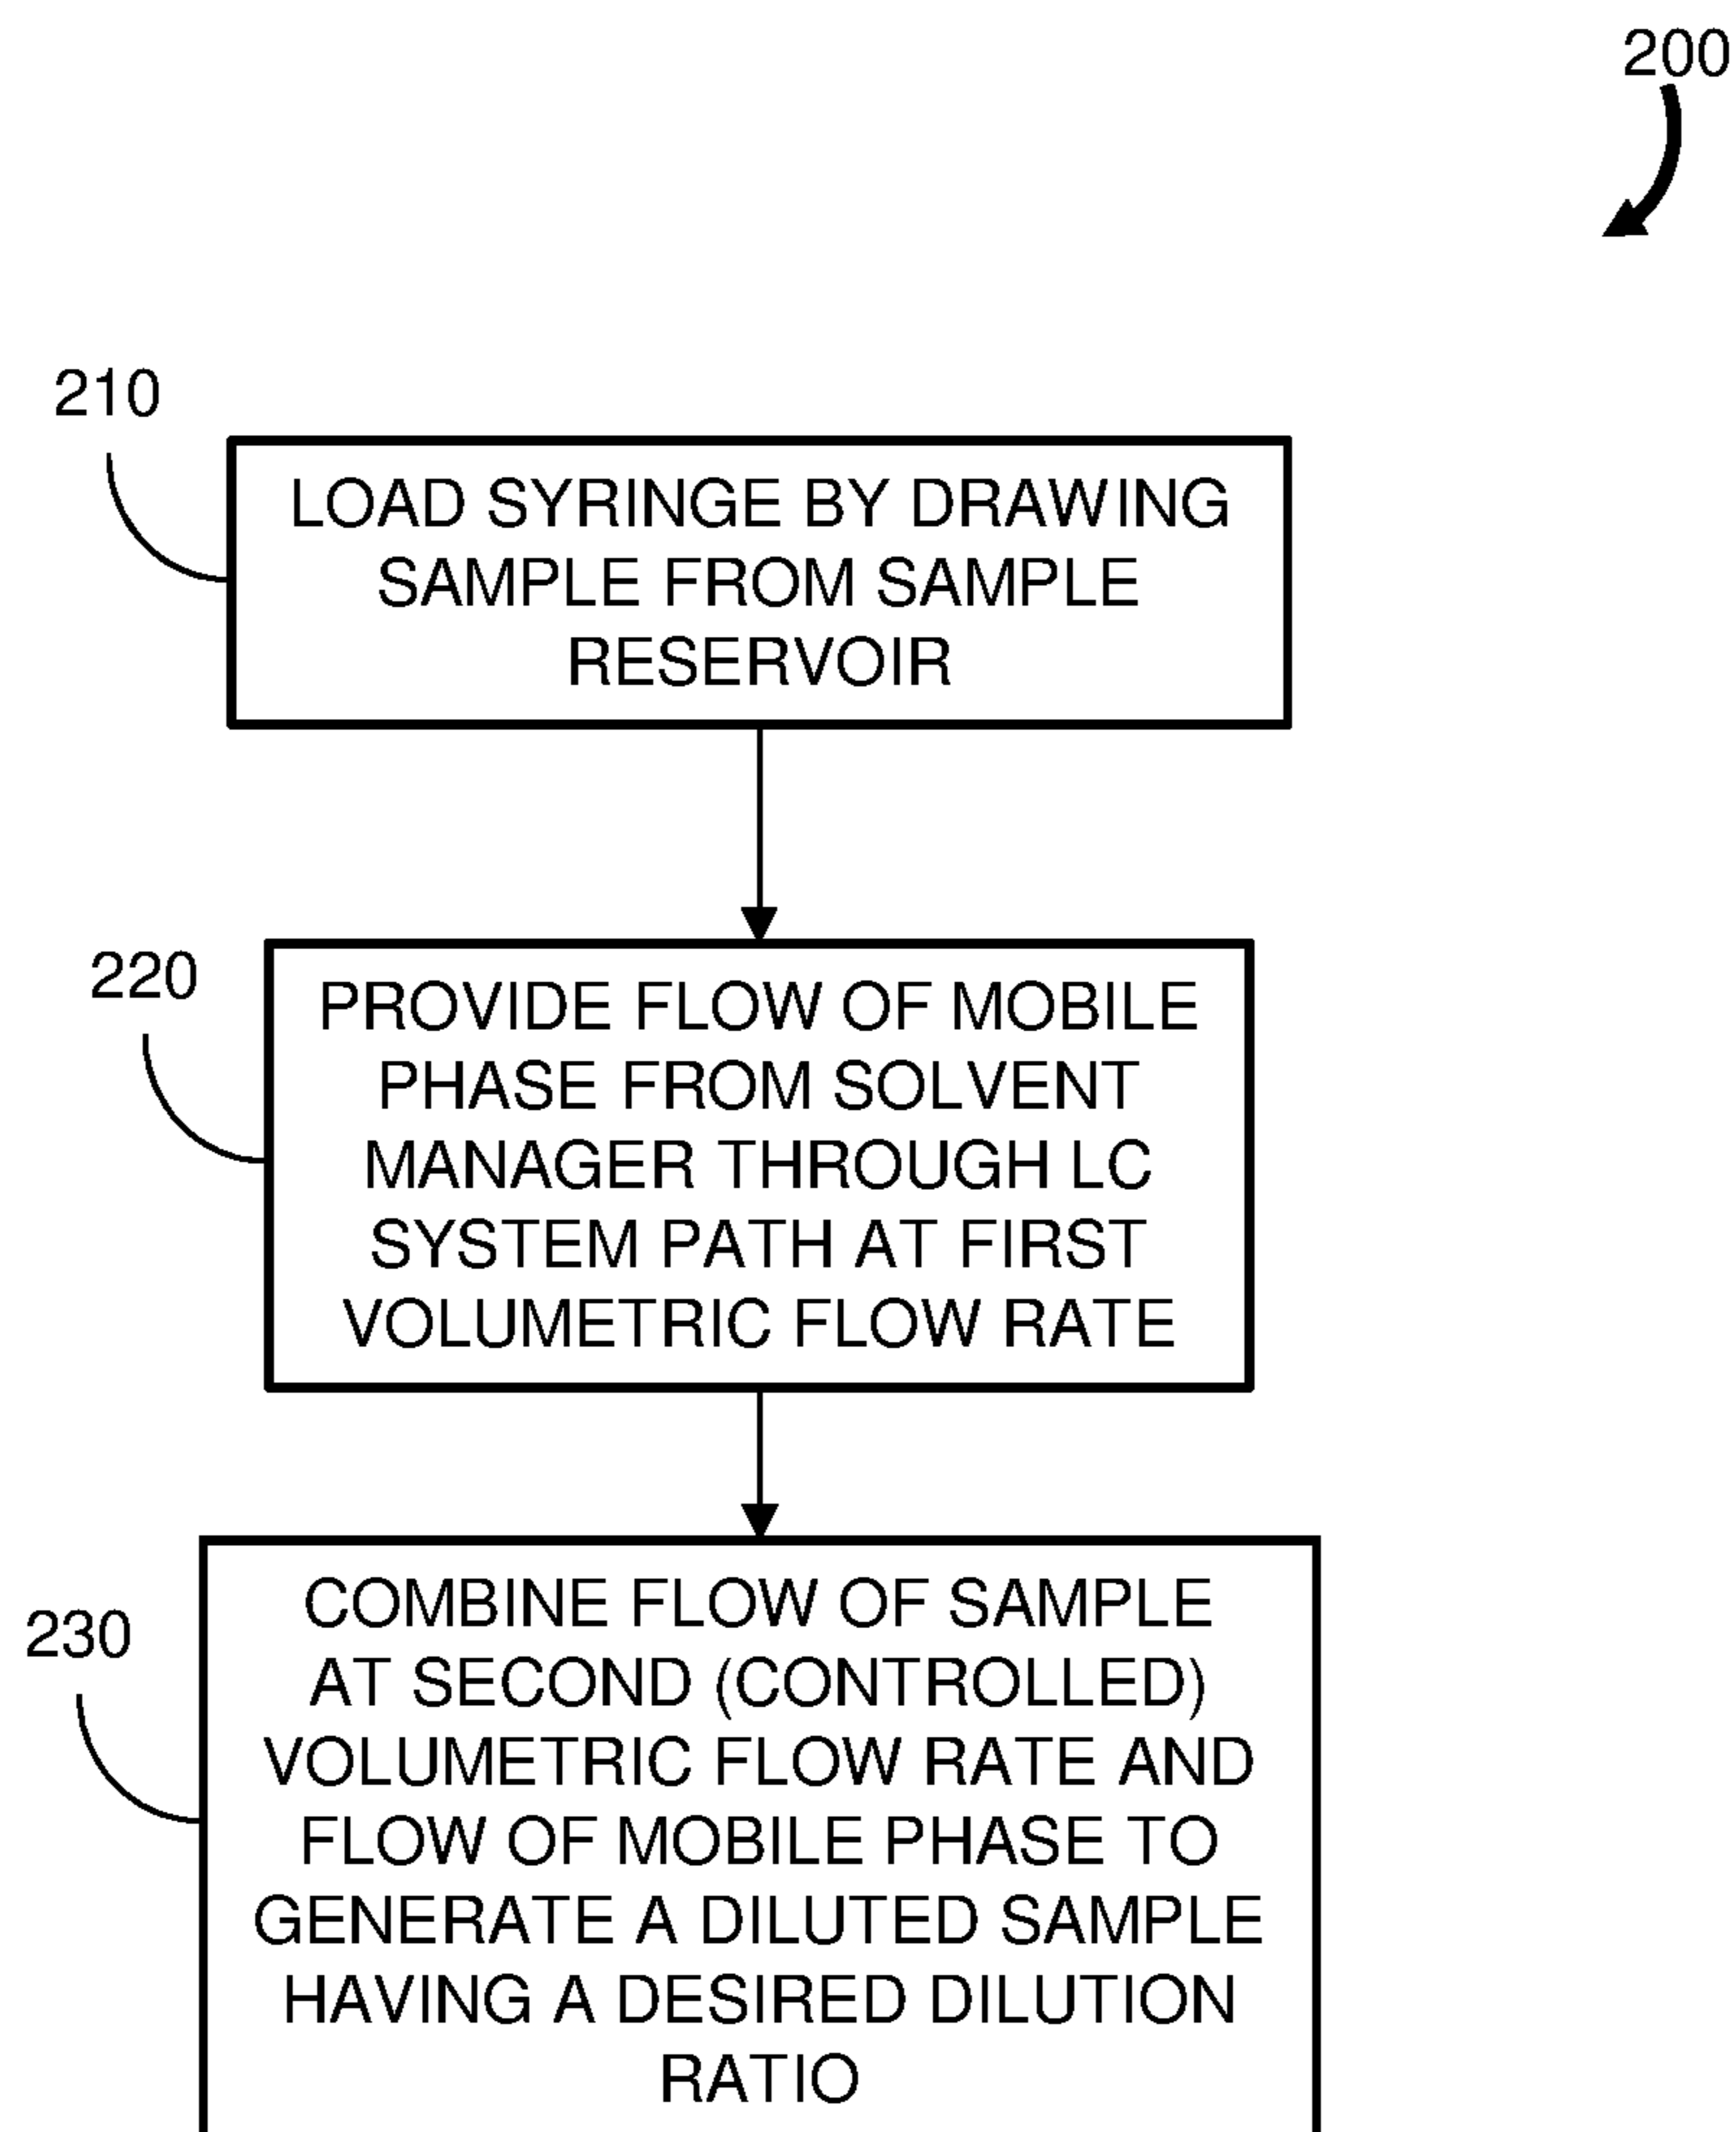 200
210
LOAD SYRINGE BY DRAWING
SAMPLE FROM SAMPLE
RESERVOIR
220
PROVIDE FLOW OF MOBILE
PHASE FROM SOLVENT
MANAGER THROUGH LC
SYSTEM PATH AT FIRST
VOLUMETRIC FLOW RATE
230
COMBINE FLOW OF SAMPLE
AT SECOND (CONTROLLED)
VOLUMETRIC FLOW RATE AND
FLOW OF MOBILE PHASE TO
GENERATE A DILUTED SAMPLE
HAVING A DESIRED DILUTION
RATIO